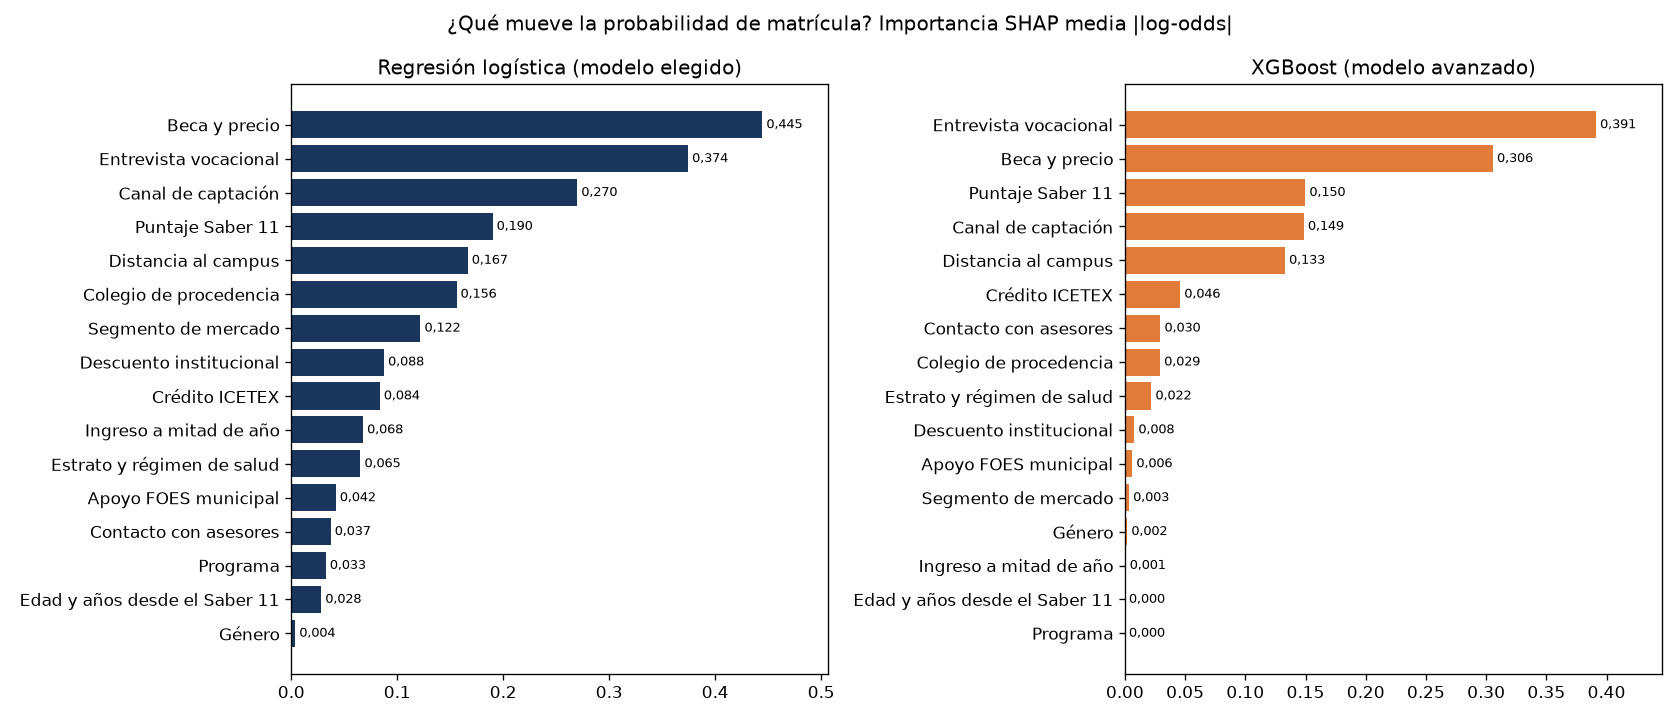 ¿Qué mueve la probabilidad de matrícula? Importancia SHAP media |log-odds|
Regresión logística (modelo elegido)
Beca y precio 0,445
Entrevista vocacional 0,374
Canal de captación 0,270
Puntaje Saber 11 0,190
Distancia al campus 0,167
Colegio de procedencia 0,156
Segmento de mercado 0,122
Descuento institucional 0,088
Crédito ICETEX 0,084
Ingreso a mitad de año 0,068
Estrato y régimen de salud 0,065
Apoyo FOES municipal 0,042
Contacto con asesores 0,037
Programa 0,033
Edad y años desde el Saber 11 0,028
Género 0,004
0.0 0.1 0.2 0.3 0.4 0.5
XGBoost (modelo avanzado)
Entrevista vocacional 0,391
Beca y precio 0,306
Puntaje Saber 11 0,150
Canal de captación 0,149
Distancia al campus 0,133
Crédito ICETEX 0,046
Contacto con asesores 0,030
Colegio de procedencia 0,029
Estrato y régimen de salud 0,022
Descuento institucional 0,008
Apoyo FOES municipal 0,006
Segmento de mercado 0,003
Género 0,002
Ingreso a mitad de año 0,001
Edad y años desde el Saber 11 0,000
Programa 0,000
0.00 0.05 0.10 0.15 0.20 0.25 0.30 0.35 0.40